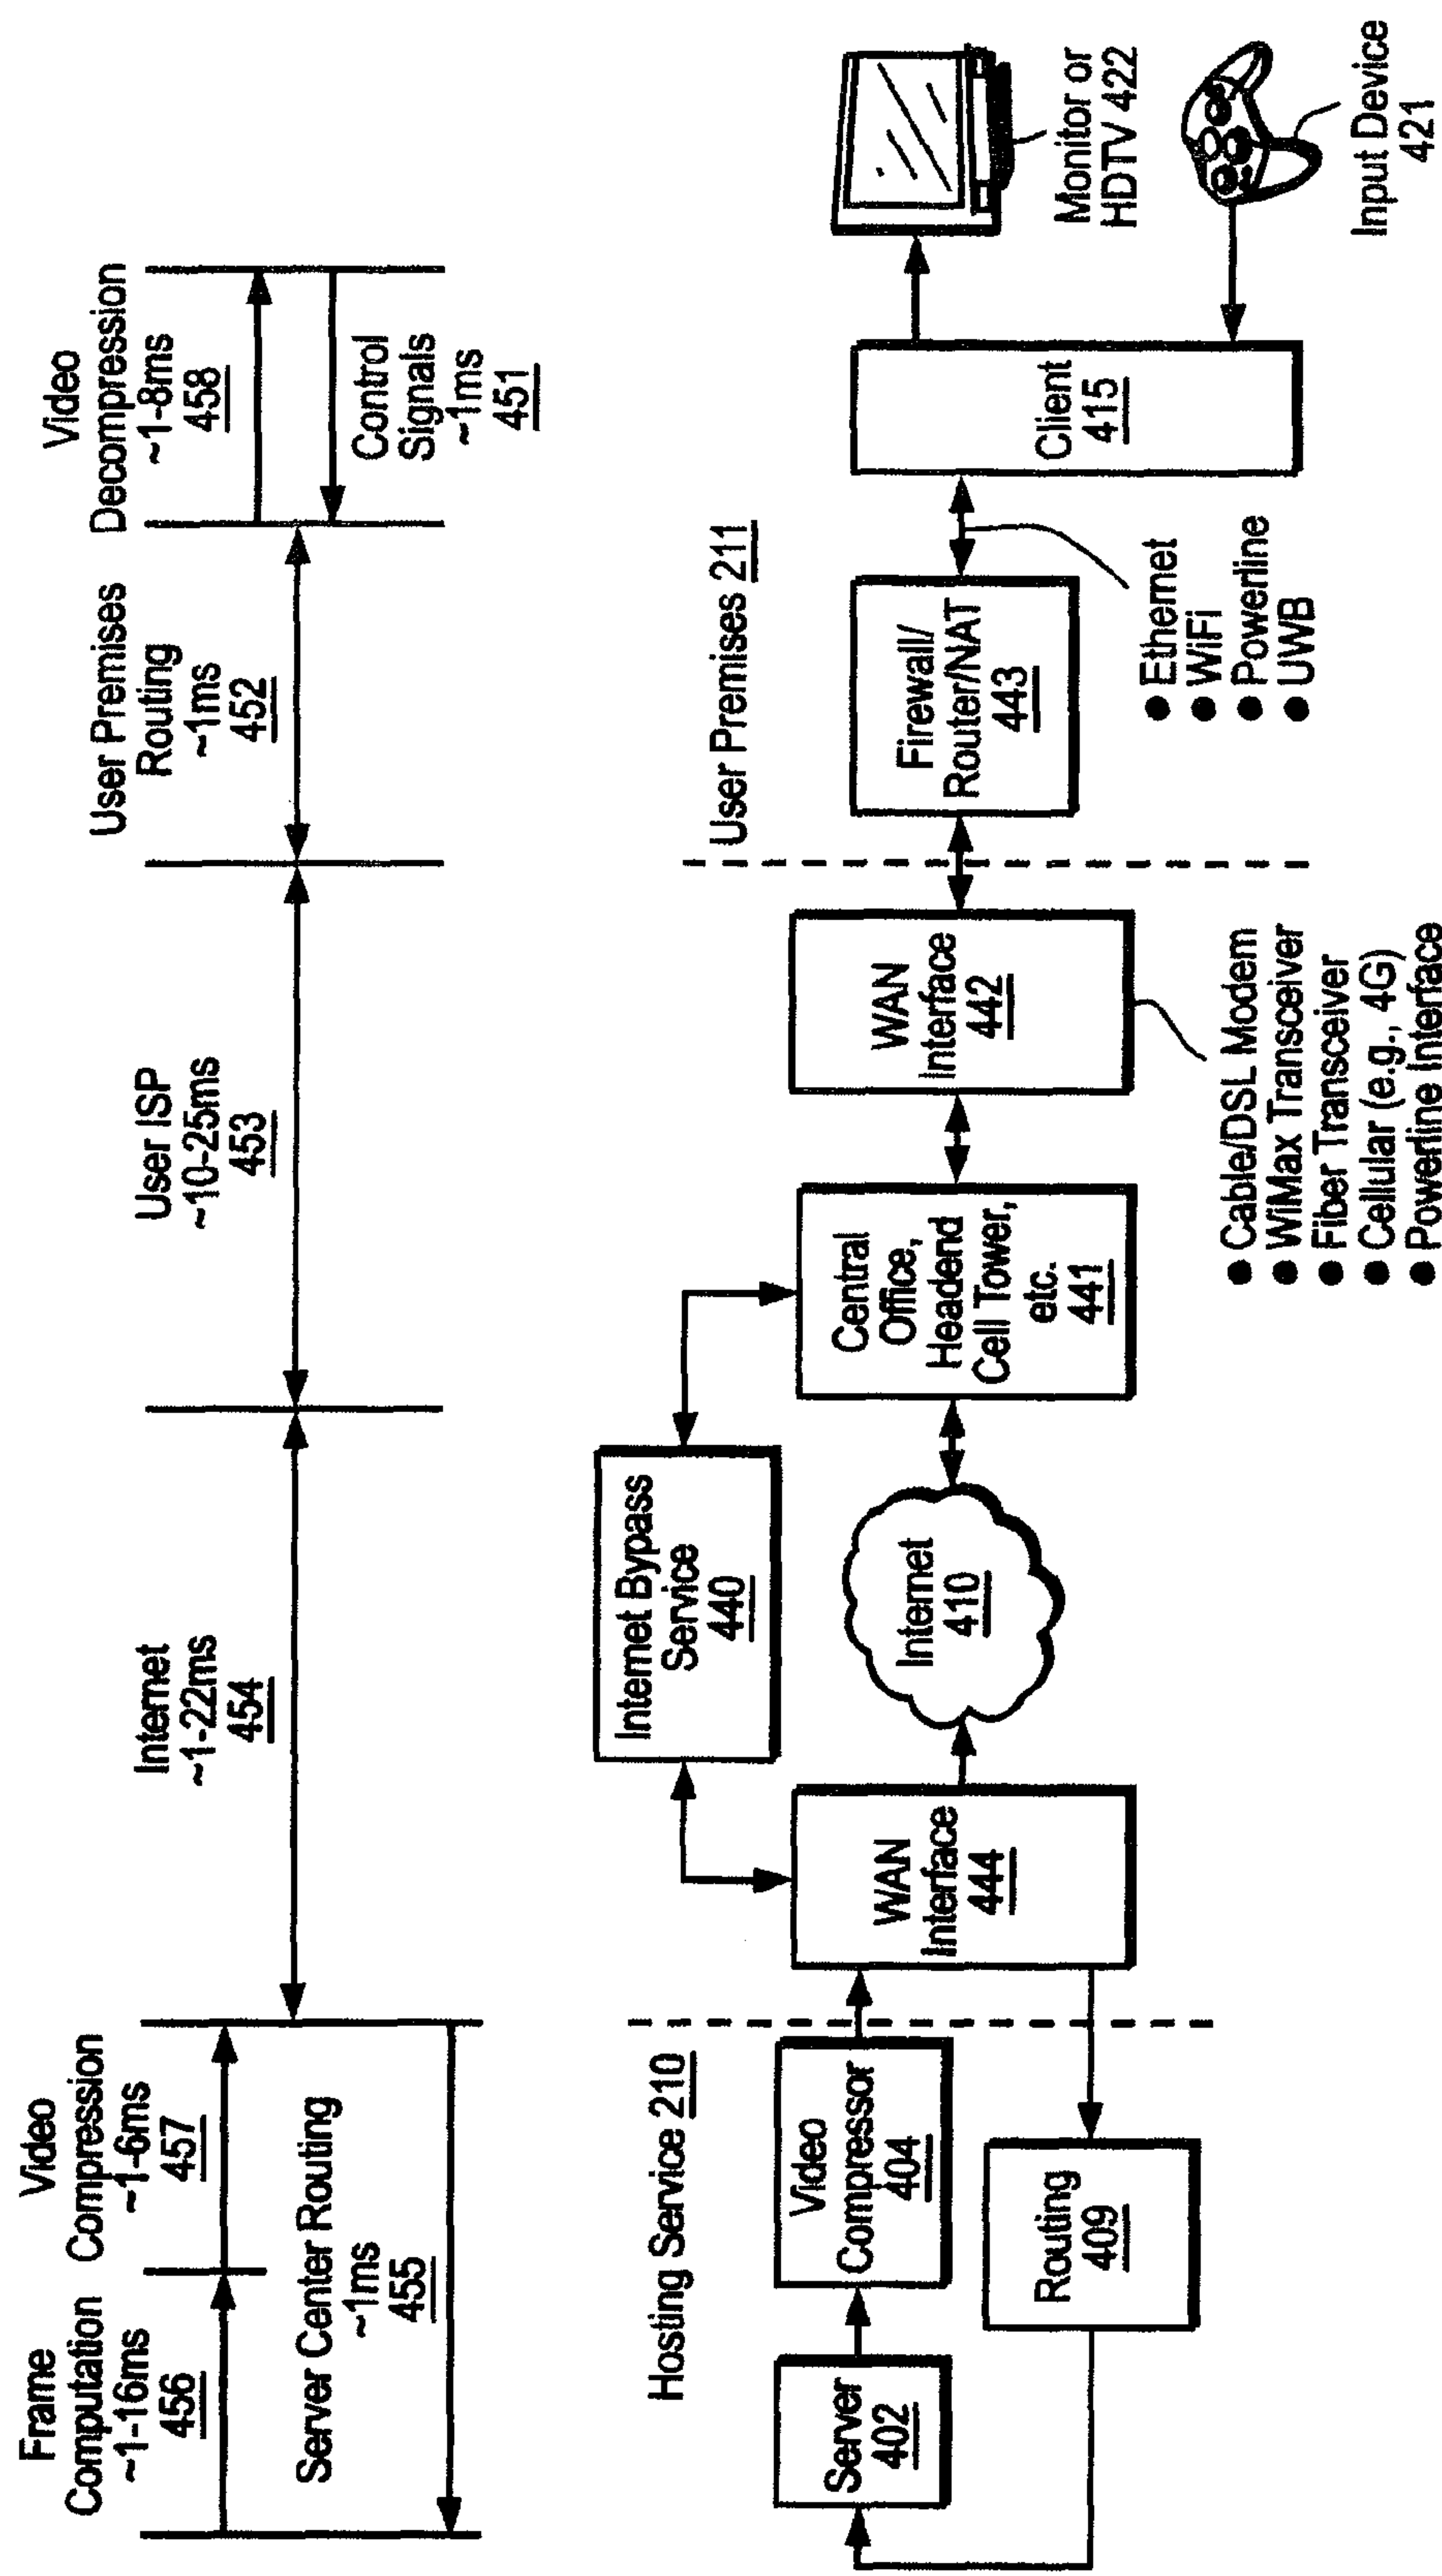 Frame
Computation
~1-16ms
456
Video
Compression
~1-6ms
457
Server Center Routing
~1ms
455
Internet
~1-22ms
454
User ISP
~10-25ms
453
User Premises
Routing
~1ms
452
Video
Decompression
~1-8ms
458
Control
Signals
~1ms
451
Hosting Service 210
Server
402
Video
Compressor
404
Routing
409
WAN
Interface
444
Internet Bypass
Service
440
Internet
410
Central
Office,
Headend
Cell Tower,
etc.
441
WAN
Interface
442
● Cable/DSL Modem
● WiMax Transceiver
● Fiber Transceiver
● Cellular (e.g., 4G)
● Powerline Interface
User Premises 211
Firewall/
Router/NAT
443
● Ethernet
● WiFi
● Powerline
● UWB
Client
415
Monitor or
HDTV 422
Input Device
421